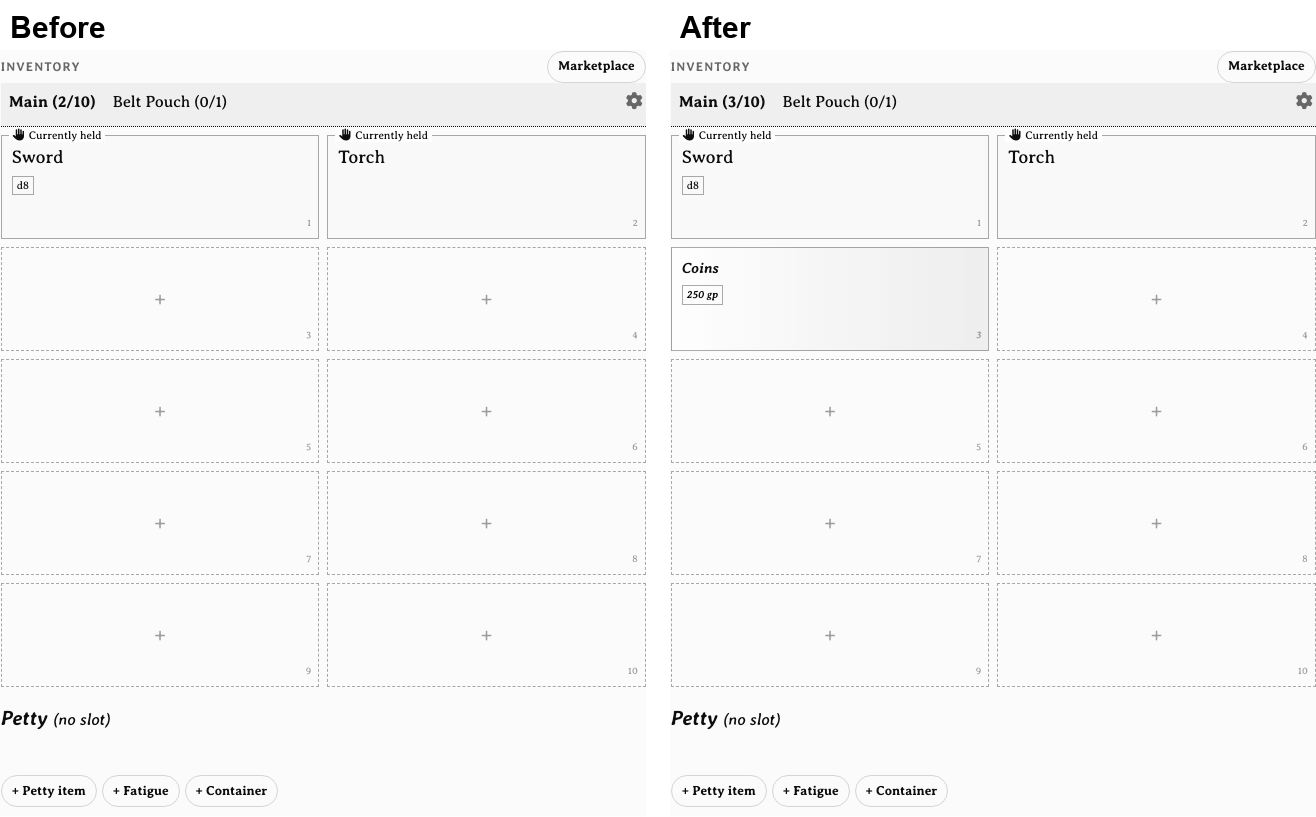 Before
INVENTORY
Marketplace
Main (2/10) Belt Pouch (0/1)
Currently held
Sword
d8
1
Currently held
Torch
2
+
3
+
4
+
5
+
6
+
7
+
8
+
9
+
10
Petty (no slot)
+ Petty item
+ Fatigue
+ Container
After
INVENTORY
Marketplace
Main (3/10) Belt Pouch (0/1)
Currently held
Sword
d8
1
Currently held
Torch
2
Coins
250 gp
3
+
4
+
5
+
6
+
7
+
8
+
9
+
10
Petty (no slot)
+ Petty item
+ Fatigue
+ Container